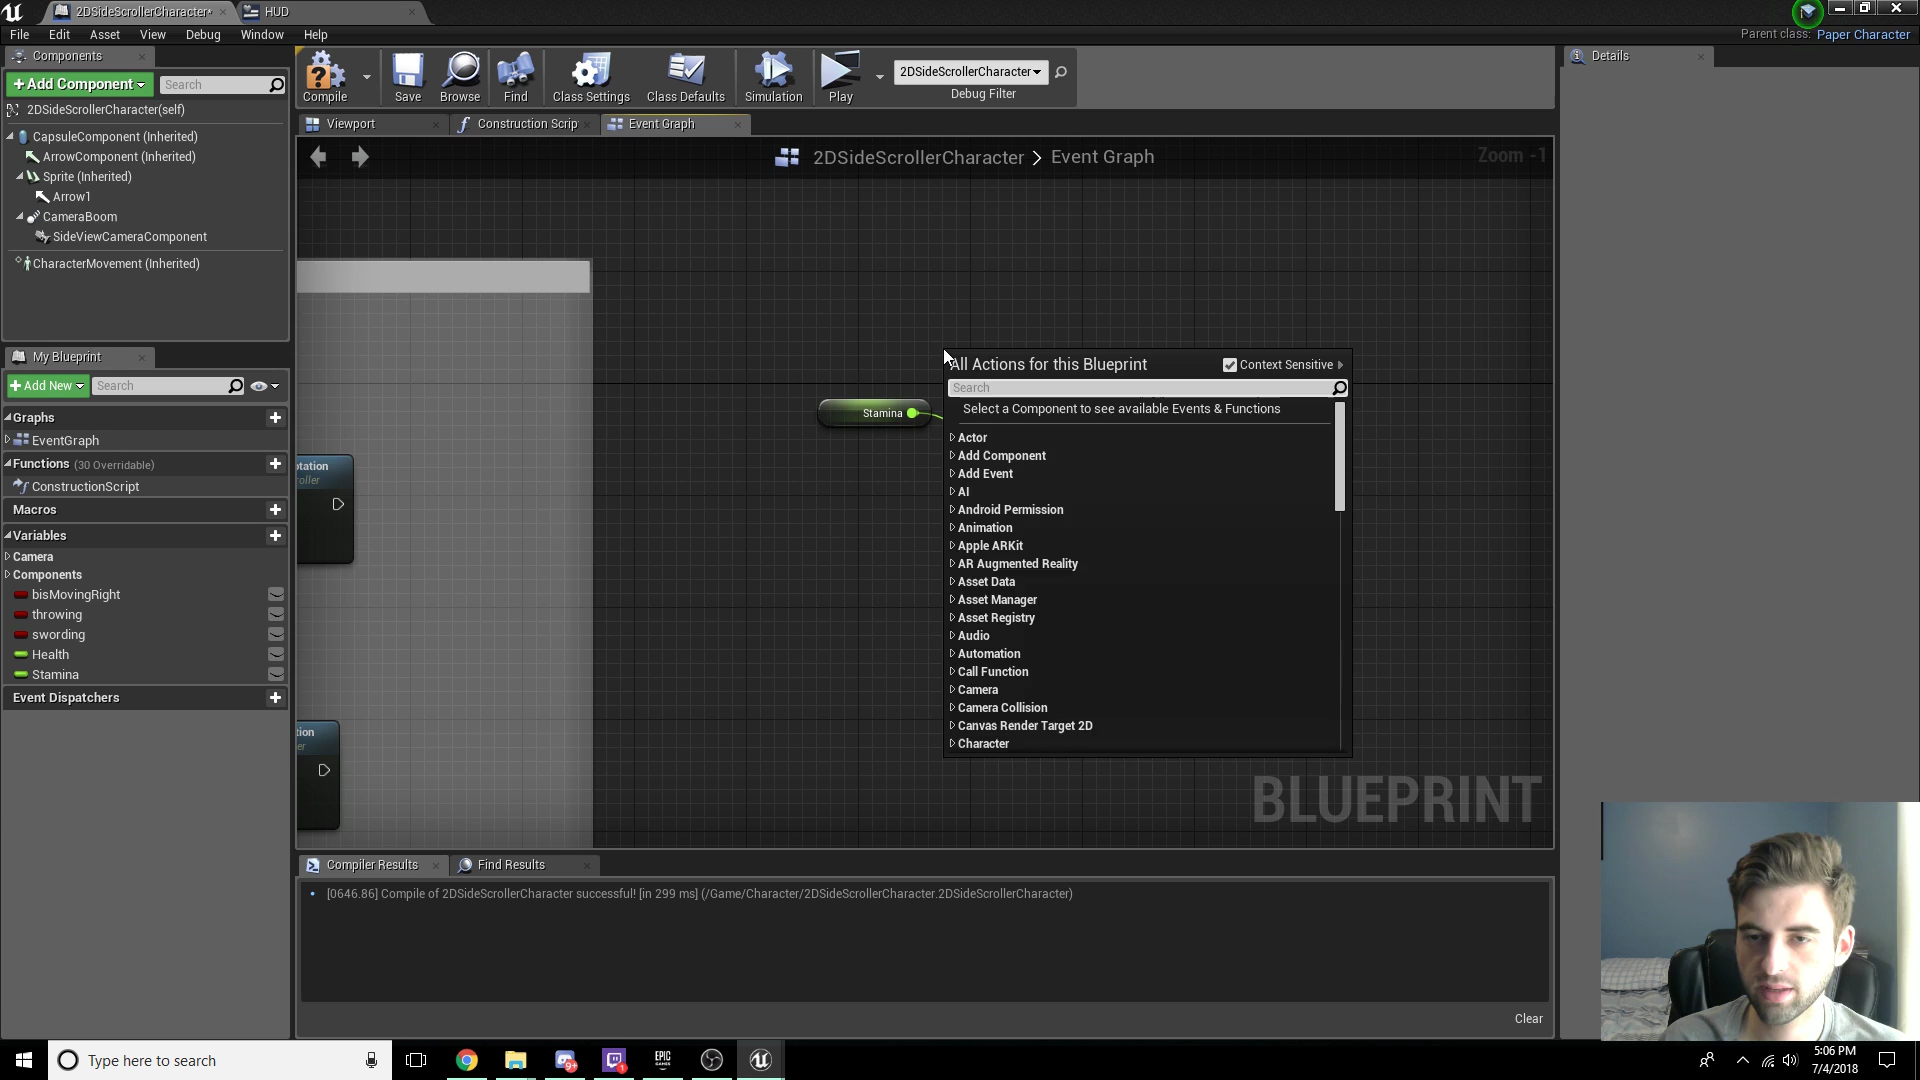 2DSideScrollerCharacter*
HUD
File Edit Asset View Debug Window Help
Parent class: Paper Character
Components
+Add Component
Search
2DSideScrollerCharacter(self)
CapsuleComponent (Inherited)
ArrowComponent (Inherited)
Sprite (Inherited)
Arrow1
CameraBoom
SideViewCameraComponent
CharacterMovement (Inherited)
My Blueprint
+Add New
Search
Graphs
EventGraph
Functions (30 Overridable)
ConstructionScript
Macros
Variables
Camera
Components
bisMovingRight
throwing
swording
Health
Stamina
Event Dispatchers
Compile
Save
Browse
Find
Class Settings
Class Defaults
Simulation
Play
2DSideScrollerCharacter
Debug Filter
Viewport
Construction Scrip
Event Graph
2DSideScrollerCharacter > Event Graph
Zoom -1
otation
oller
tion
er
Stamina
All Actions for this Blueprint
Context Sensitive
Search
Select a Component to see available Events & Functions
Actor
Add Component
Add Event
AI
Android Permission
Animation
Apple ARKit
AR Augmented Reality
Asset Data
Asset Manager
Asset Registry
Audio
Automation
Call Function
Camera
Camera Collision
Canvas Render Target 2D
Character
BLUEPRINT
Compiler Results
Find Results
[0646.86] Compile of 2DSideScrollerCharacter successful! [in 299 ms] (/Game/Character/2DSideScrollerCharacter.2DSideScrollerCharacter)
Clear
Details
Type here to search
9+
1
EPIC
GAMES
5:06 PM
7/4/2018